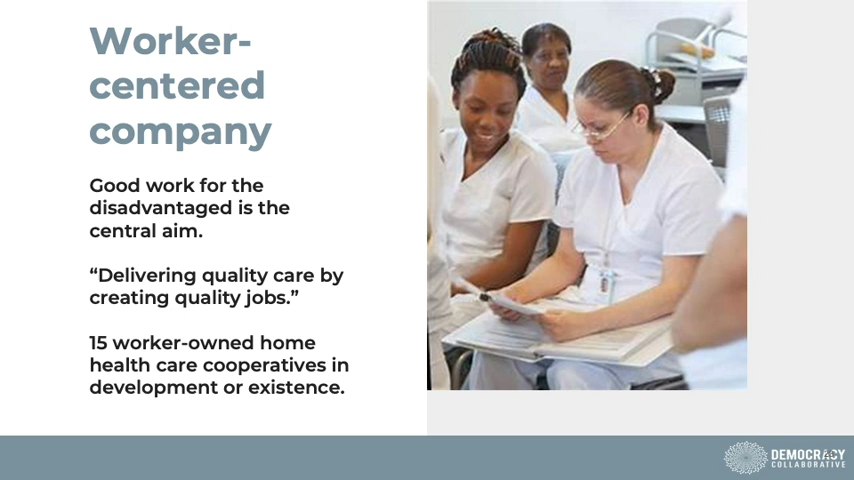 Worker-
centered
company
Good work for the
disadvantaged is the
central aim.
“Delivering quality care by
creating quality jobs.”
15 worker-owned home
health care cooperatives in
development or existence.
DEMOCRACY
COLLABORATIVE